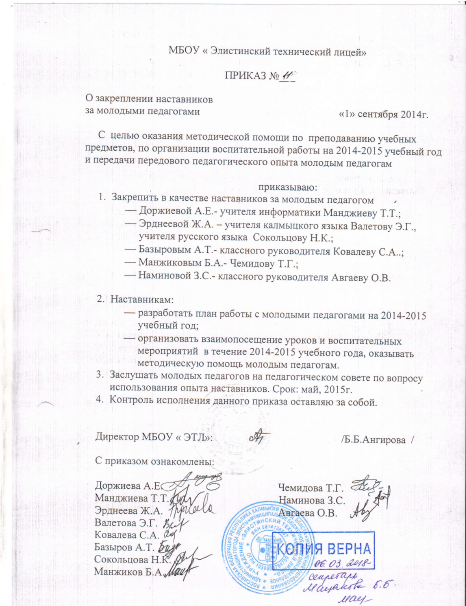 МБОУ « Элистинский технический лицей»
ПРИКАЗ № 11
О закреплении наставников
за молодыми педагогами
«1» сентября 2014г.
С целью оказания методической помощи по преподаванию учебных
предметов, по организации воспитательной работы на 2014-2015 учебный год
и передачи передового педагогического опыта молодым педагогам
приказываю:
1. Закрепить в качестве наставников за молодым педагогом
— Доржиевой А.Е.- учителя информатики Манджиеву Т.Т.;
— Эрднеевой Ж.А. – учителя калмыцкого языка Валетову Э.Г.,
учителя русского языка Сокольцову Н.К.;
— Базыровым А.Т.- классного руководителя Ковалеву С.А..;
— Манжиковым Б.А.- Чемидову Т.Г.;
— Наминовой З.С.- классного руководителя Авгаеву О.В.
2. Наставникам:
— разработать план работы с молодыми педагогами на 2014-2015
учебный год;
— организовать взаимопосещение уроков и воспитательных
мероприятий в течение 2014-2015 учебного года, оказывать
методическую помощь молодым педагогам.
3. Заслушать молодых педагогов на педагогическом совете по вопросу
использования опыта наставников. Срок: май, 2015г.
4. Контроль исполнения данного приказа оставляю за собой.
Директор МБОУ « ЭТЛ»: /Б.Б.Ангирова /
С приказом ознакомлены:
Доржиева А.Е.
Манджиева Т.Т.
Эрднеева Ж.А.
Валетова Э.Г.
Ковалева С.А.
Базыров А.Т.
Сокольцова Н.К.
Манжиков Б.А.
Чемидова Т.Г.
Наминова З.С.
Авгаева О.В.
КОПИЯ ВЕРНА
06.03.2018
секретарь
Б.Б.